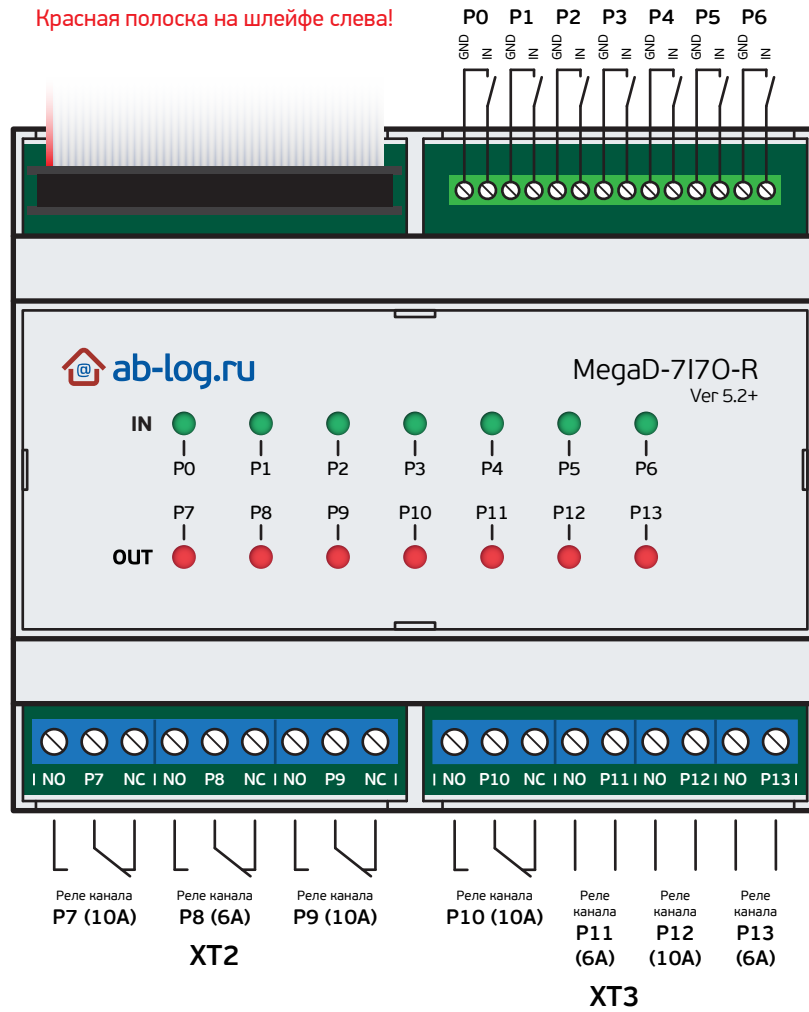 Красная полоска на шлейфе слева!
P0 P1 P2 P3 P4 P5 P6
GND IN GND IN GND IN GND IN GND IN GND IN GND IN
@ ab-log.ru
MegaD-7I7O-R
Ver 5.2+
IN
P0 P1 P2 P3 P4 P5 P6
P7 P8 P9 P10 P11 P12 P13
OUT
I NO P7 NC I NO P8 NC I NO P9 NC I
I NO P10 NC I NO P11 I NO P12 I NO P13 I
Реле канала
P7 (10A)
Реле канала
P8 (6A)
Реле канала
P9 (10A)
XT2
Реле канала
P10 (10A)
Реле
канала
P11
(6A)
Реле
канала
P12
(10A)
Реле
канала
P13
(6A)
XT3